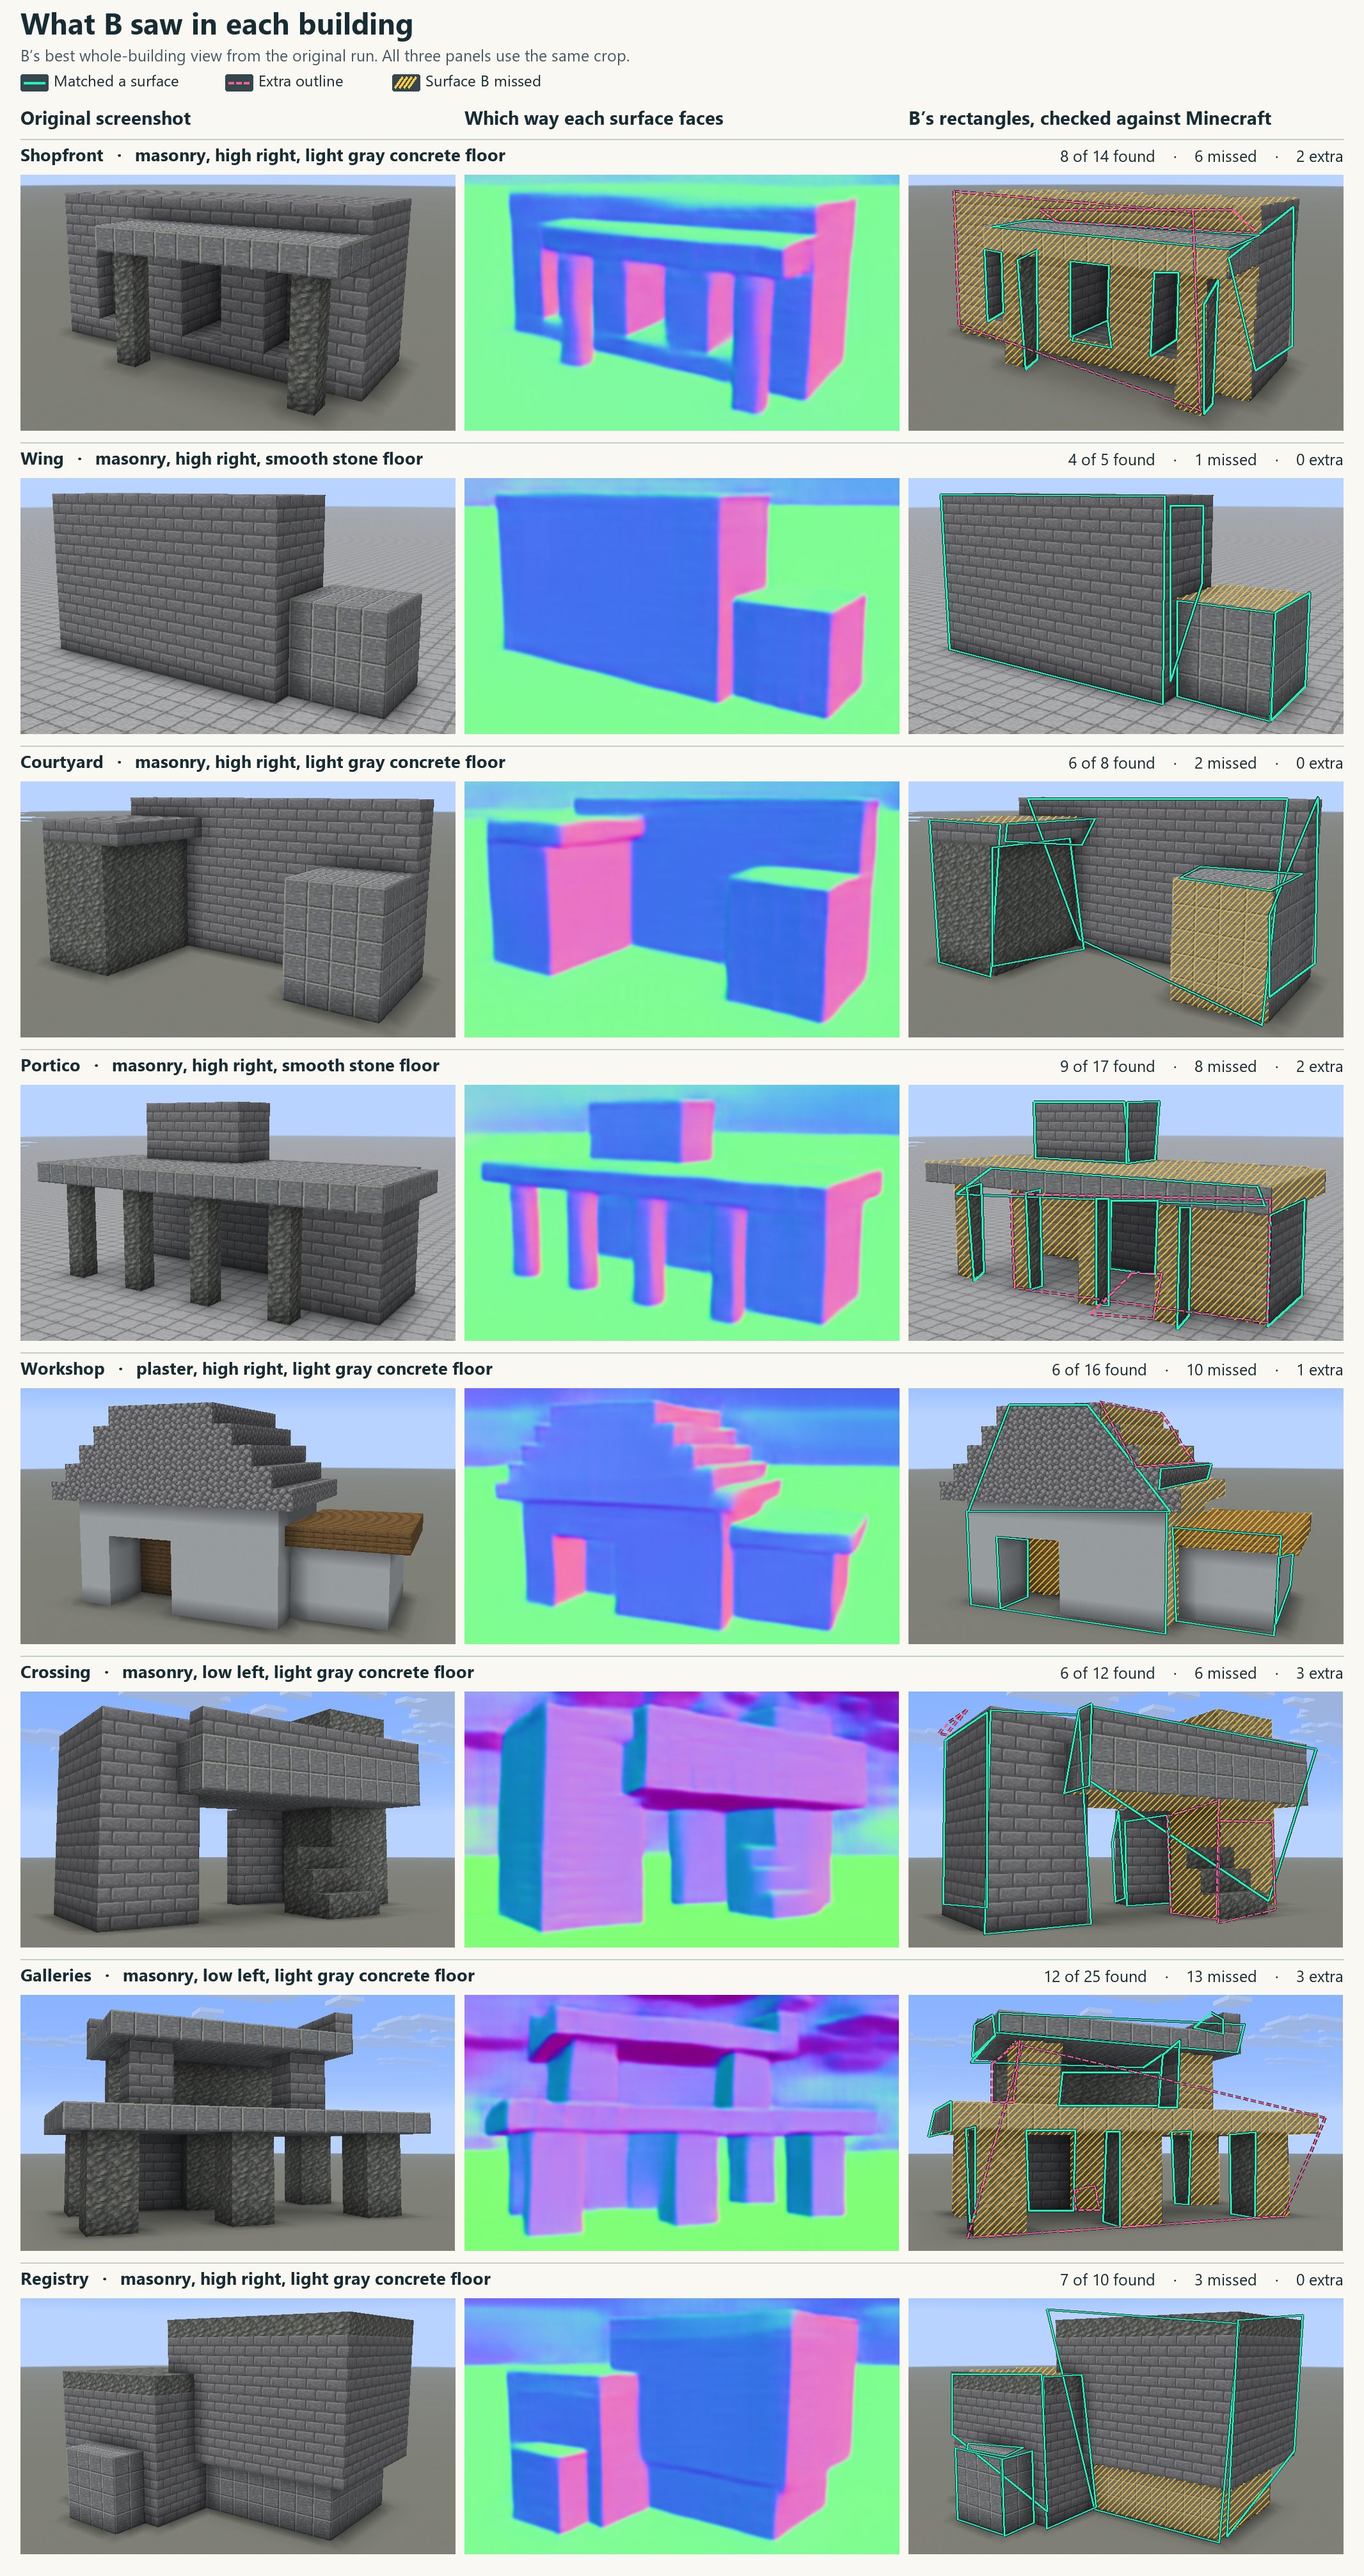 What B saw in each building
B’s best whole-building view from the original run. All three panels use the same crop.
Matched a surface Extra outline Surface B missed
Original screenshot Which way each surface faces B’s rectangles, checked against Minecraft
Shopfront · masonry, high right, light gray concrete floor 8 of 14 found · 6 missed · 2 extra
Wing · masonry, high right, smooth stone floor 4 of 5 found · 1 missed · 0 extra
Courtyard · masonry, high right, light gray concrete floor 6 of 8 found · 2 missed · 0 extra
Portico · masonry, high right, smooth stone floor 9 of 17 found · 8 missed · 2 extra
Workshop · plaster, high right, light gray concrete floor 6 of 16 found · 10 missed · 1 extra
Crossing · masonry, low left, light gray concrete floor 6 of 12 found · 6 missed · 3 extra
Galleries · masonry, low left, light gray concrete floor 12 of 25 found · 13 missed · 3 extra
Registry · masonry, high right, light gray concrete floor 7 of 10 found · 3 missed · 0 extra